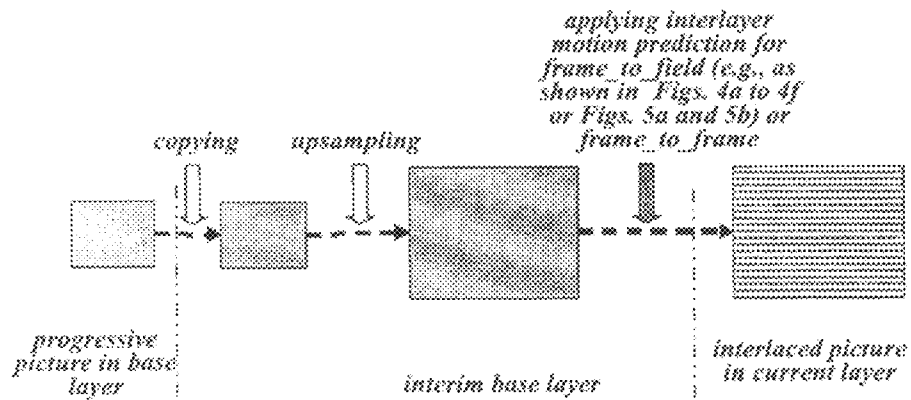 applying interlayer
motion prediction for
frame_to_field (e.g., as
shown in Figs. 4a to 4f
or Figs. 5a and 5b) or
frame_to_frame
copying
upsampling
progressive
picture in base
layer
interim base layer
interlaced picture
in current layer